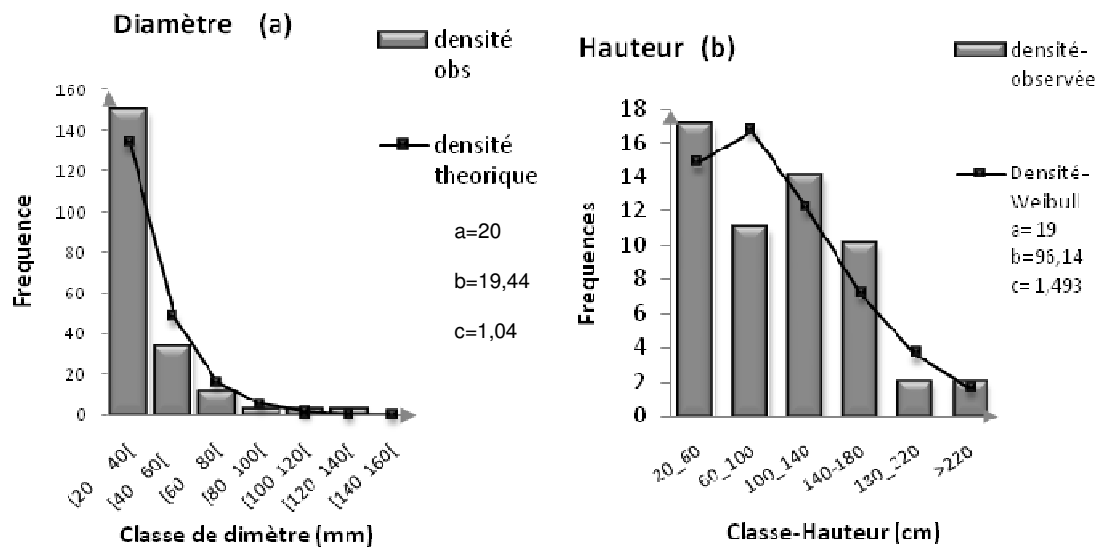 Diamètre (a)
densité
obs
160
140
120
100
80
60
40
20
0
Frequence
densité
theorique
a=20
b=19,44
c=1,04
[20 40[
[40 60[
[60 80[
[80 100[
[100 120[
[120 140[
[140 160[
Classe de dimètre (mm)
Hauteur (b)
densité-
observée
18
16
14
12
10
8
6
4
2
0
Frequences
Densité-
Weibull
a= 19
b=96,14
c= 1,493
20_60
60_100
100_140
140-180
>220
Classe-Hauteur (cm)